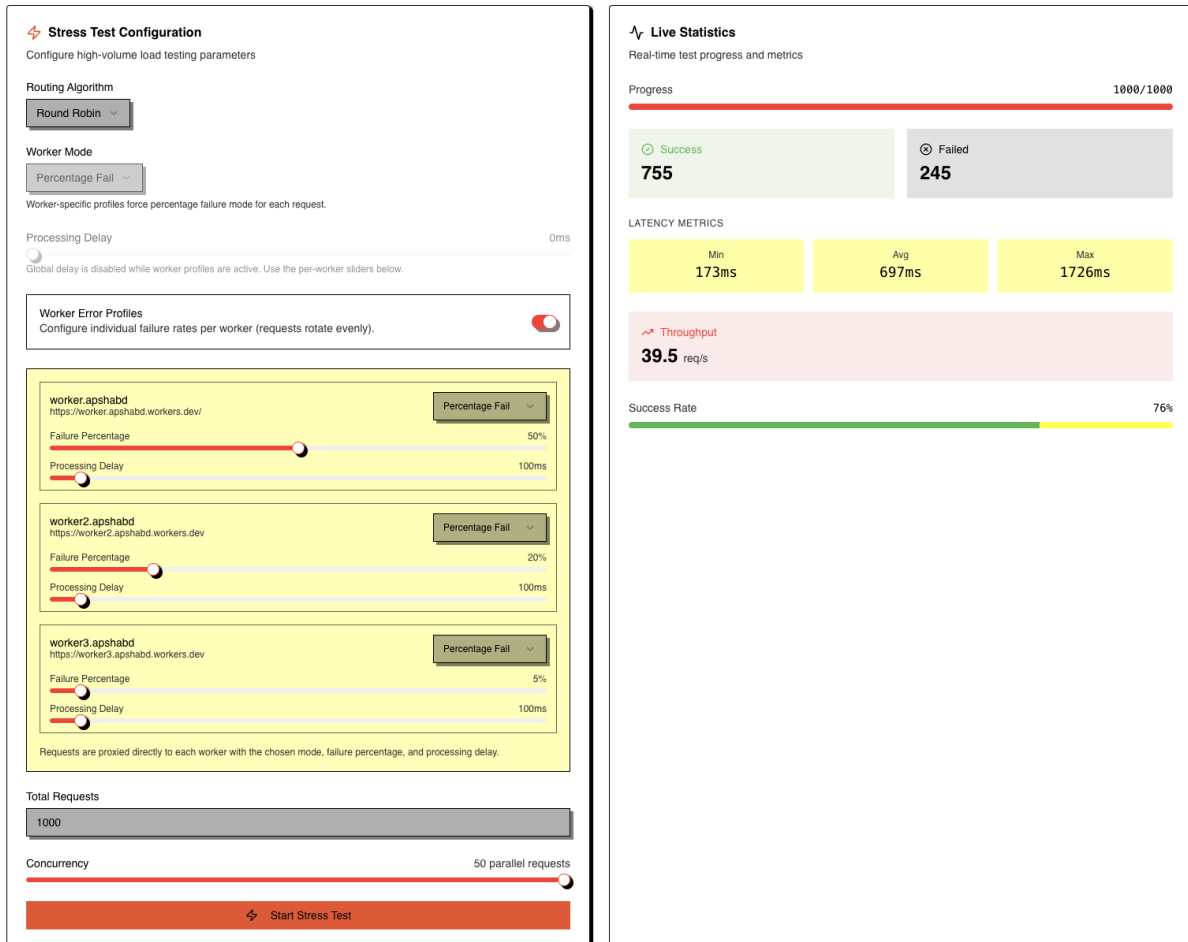 Stress Test Configuration
Configure high-volume load testing parameters
Routing Algorithm
Round Robin
Worker Mode
Percentage Fail
Worker-specific profiles force percentage failure mode for each request.
Processing Delay 0ms
Global delay is disabled while worker profiles are active. Use the per-worker sliders below.
Worker Error Profiles
Configure individual failure rates per worker (requests rotate evenly).
worker.apshabd
https://worker.apshabd.workers.dev/
Percentage Fail
Failure Percentage 50%
Processing Delay 100ms
worker2.apshabd
https://worker2.apshabd.workers.dev
Percentage Fail
Failure Percentage 20%
Processing Delay 100ms
worker3.apshabd
https://worker3.apshabd.workers.dev
Percentage Fail
Failure Percentage 5%
Processing Delay 100ms
Requests are proxied directly to each worker with the chosen mode, failure percentage, and processing delay.
Total Requests
1000
Concurrency 50 parallel requests
Start Stress Test
Live Statistics
Real-time test progress and metrics
Progress 1000/1000
Success
755
Failed
245
LATENCY METRICS
Min
173ms
Avg
697ms
Max
1726ms
Throughput
39.5 req/s
Success Rate 76%